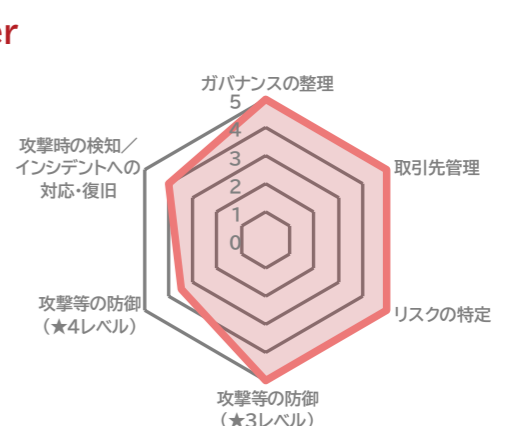 er
ガバナンスの整理
5
4
3
2
1
0
取引先管理
リスクの特定
攻撃等の防御
(★3レベル)
攻撃等の防御
(★4レベル)
攻撃時の検知／
インシデントへの
対応・復旧